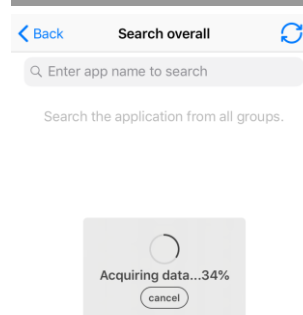 Back
Search overall
Enter app name to search
Search the application from all groups.
Acquiring data...34%
cancel